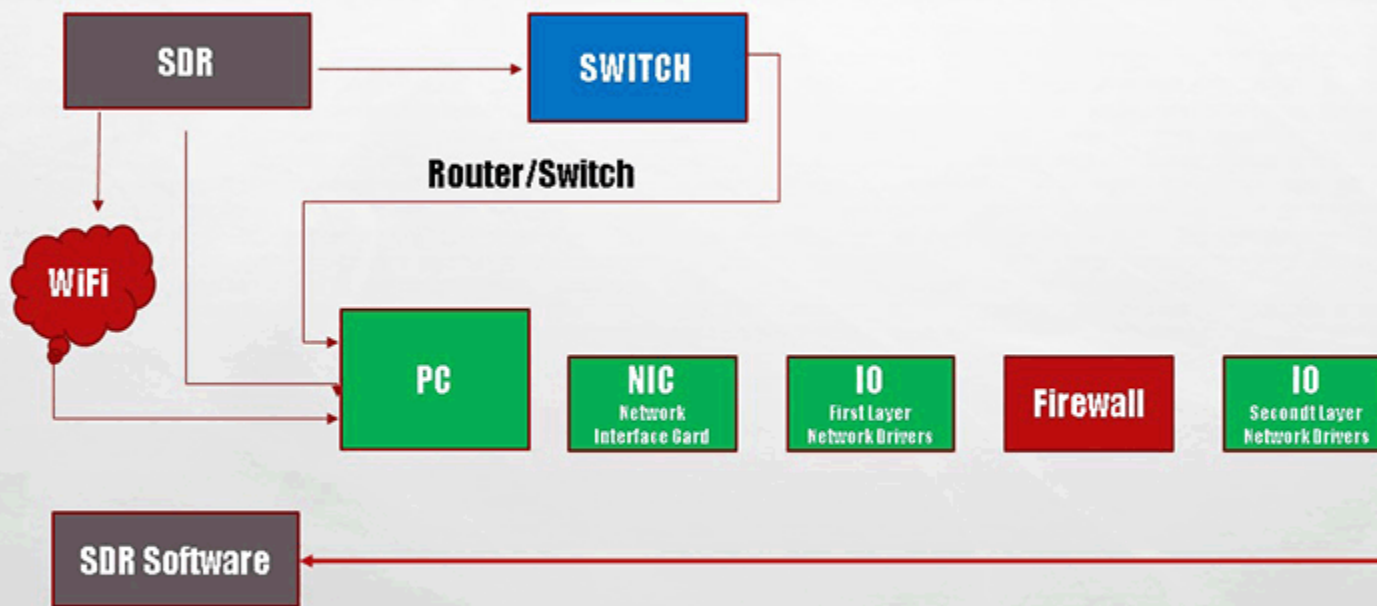 SDR
SWITCH
Router/Switch
WiFi
PC
NIC
Network
Interface Card
IO
First Layer
Network Drivers
Firewall
IO
Secondt Layer
Network Drivers
SDR Software